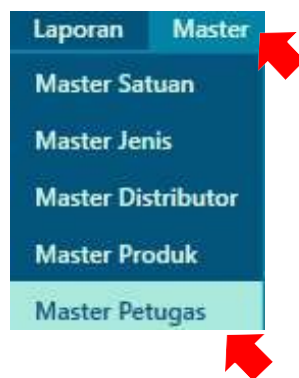 Laporan Master
Master Satuan
Master Jenis
Master Distributor
Master Produk
Master Petugas